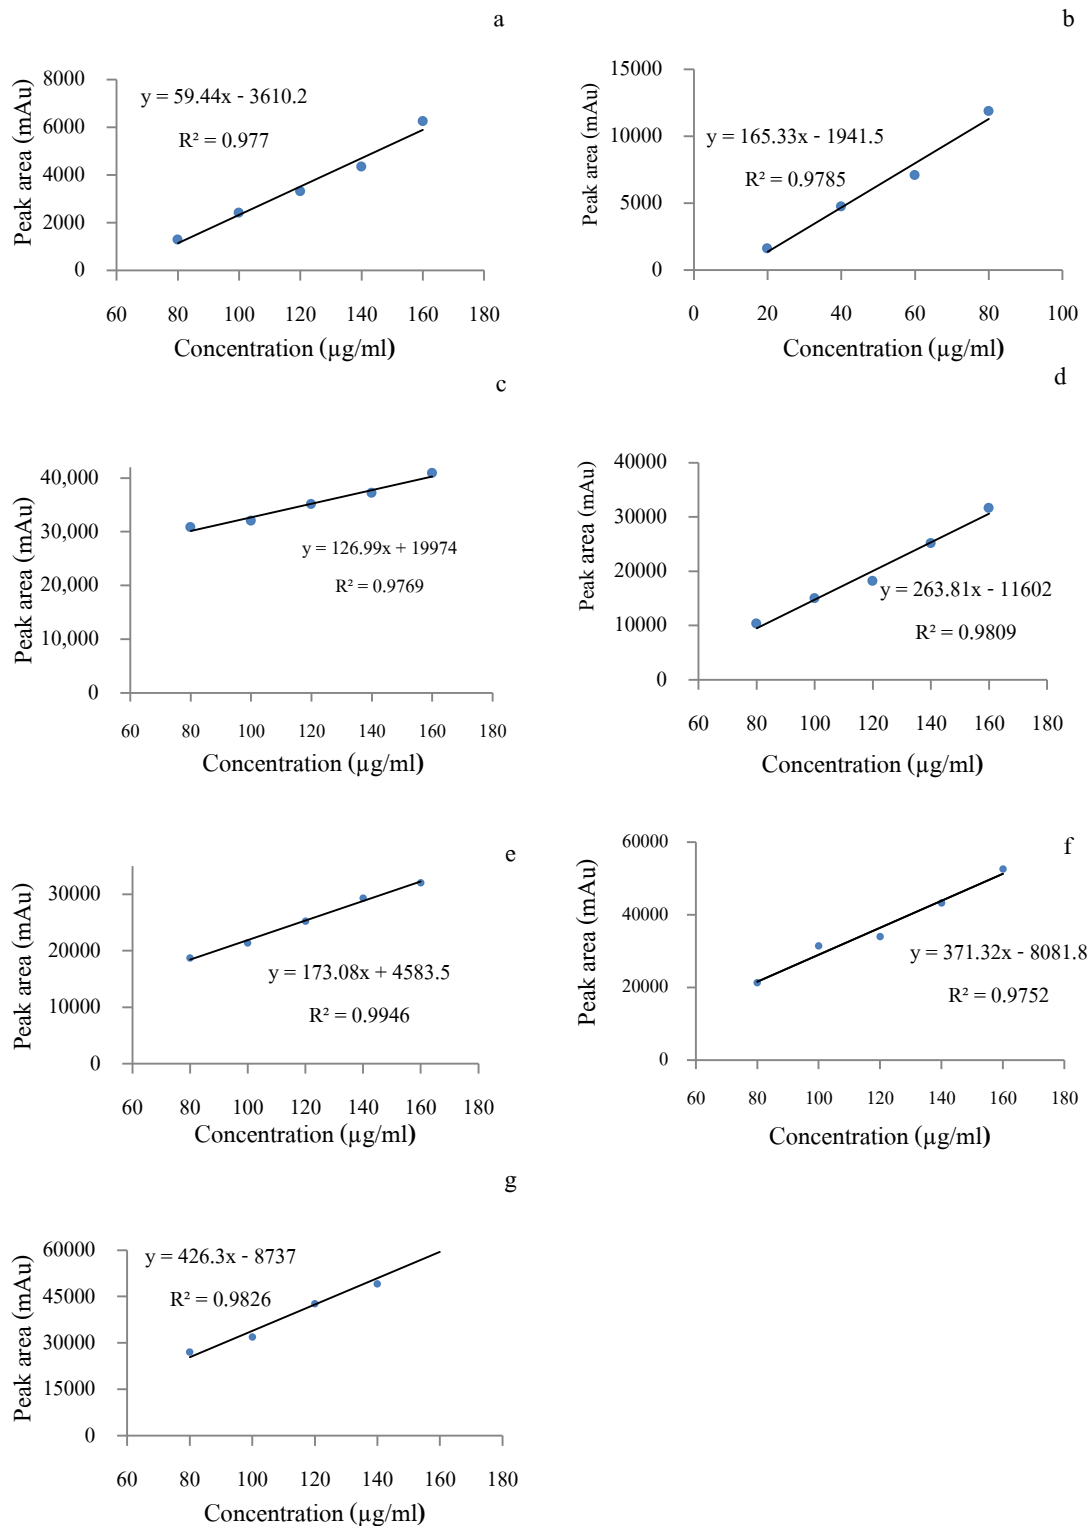 a
8000
6000
4000
2000
0
y = 59.44x - 3610.2
R² = 0.977
60 80 100 120 140 160 180
Peak area (mAu)
Concentration (µg/ml)
b
15000
10000
5000
0
y = 165.33x - 1941.5
R² = 0.9785
0 20 40 60 80 100
Peak area (mAu)
Concentration (µg/ml)
c
40,000
30,000
20,000
10,000
0
y = 126.99x + 19974
R² = 0.9769
60 80 100 120 140 160 180
Peak area (mAu)
Concentration (µg/ml)
d
40000
30000
20000
10000
0
y = 263.81x - 11602
R² = 0.9809
60 80 100 120 140 160 180
Peak area (mAu)
Concentration (µg/ml)
e
30000
20000
10000
0
y = 173.08x + 4583.5
R² = 0.9946
60 80 100 120 140 160 180
Peak area (mAu)
Concentration (µg/ml)
f
60000
40000
20000
0
y = 371.32x - 8081.8
R² = 0.9752
60 80 100 120 140 160 180
Peak area (mAu)
Concentration (µg/ml)
g
60000
45000
30000
15000
0
y = 426.3x - 8737
R² = 0.9826
60 80 100 120 140 160 180
Peak area (mAu)
Concentration (µg/ml)